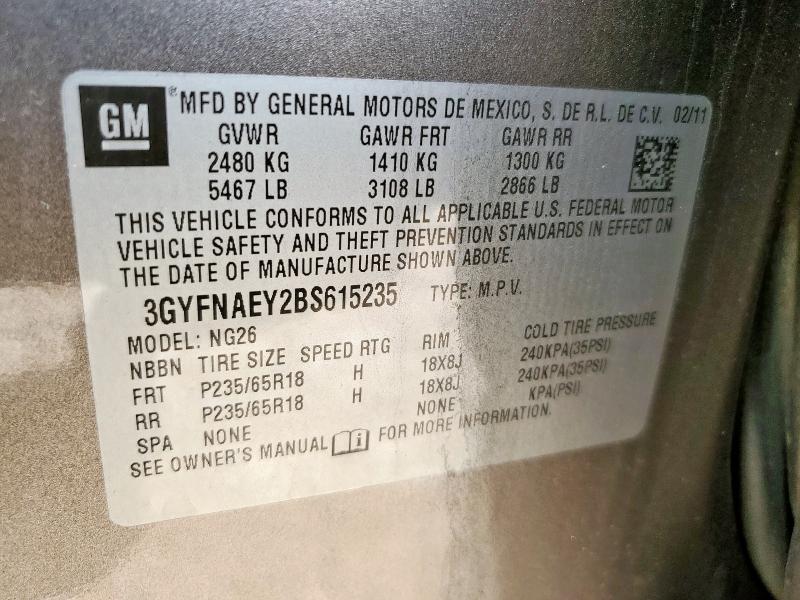 GM ® MFD BY GENERAL MOTORS DE MEXICO, S. DE R.L. DE C.V. 02/11
GVWR GAWR FRT GAWR RR
2480 KG 1410 KG 1300 KG
5467 LB 3108 LB 2866 LB
THIS VEHICLE CONFORMS TO ALL APPLICABLE U.S. FEDERAL MOTOR
VEHICLE SAFETY AND THEFT PREVENTION STANDARDS IN EFFECT ON
THE DATE OF MANUFACTURE SHOWN ABOVE.
3GYFNAEY2BS615235 TYPE: M.P.V.
MODEL: NG26
NBBN TIRE SIZE SPEED RTG RIM COLD TIRE PRESSURE
FRT P235/65R18 H 18X8J 240KPA(35PSI)
RR P235/65R18 H 18X8J 240KPA(35PSI)
SPA NONE NONE KPA(PSI)
SEE OWNER'S MANUAL FOR MORE INFORMATION.